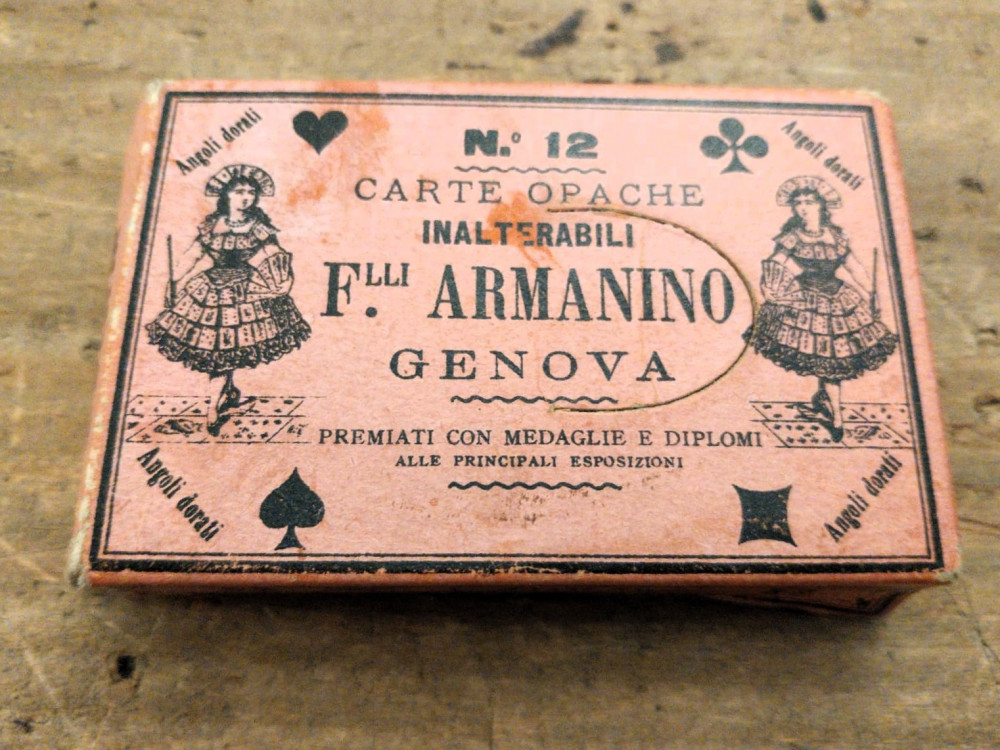 Angoli dorati
N.º 12
Angoli dorati
CARTE OPACHE
INALTERABILI
F.LLI ARMANINO
GENOVA
PREMIATI CON MEDAGLIE E DIPLOMI
ALLE PRINCIPALI ESPOSIZIONI
Angoli dorati
Angoli dorati